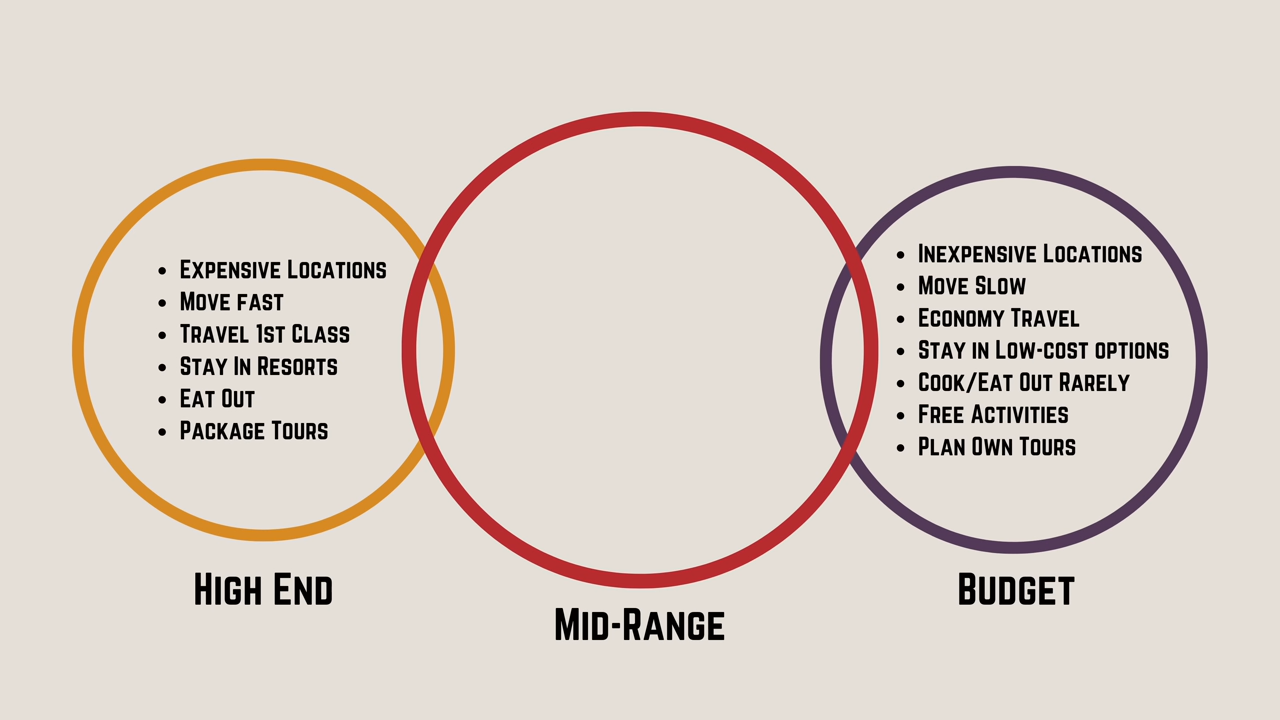 • Expensive Locations
• Move fast
• Travel 1st Class
• Stay In Resorts
• Eat Out
• Package Tours
High End
Mid-Range
• Inexpensive Locations
• Move Slow
• Economy Travel
• Stay in Low-cost options
• Cook/Eat Out Rarely
• Free Activities
• Plan Own Tours
Budget